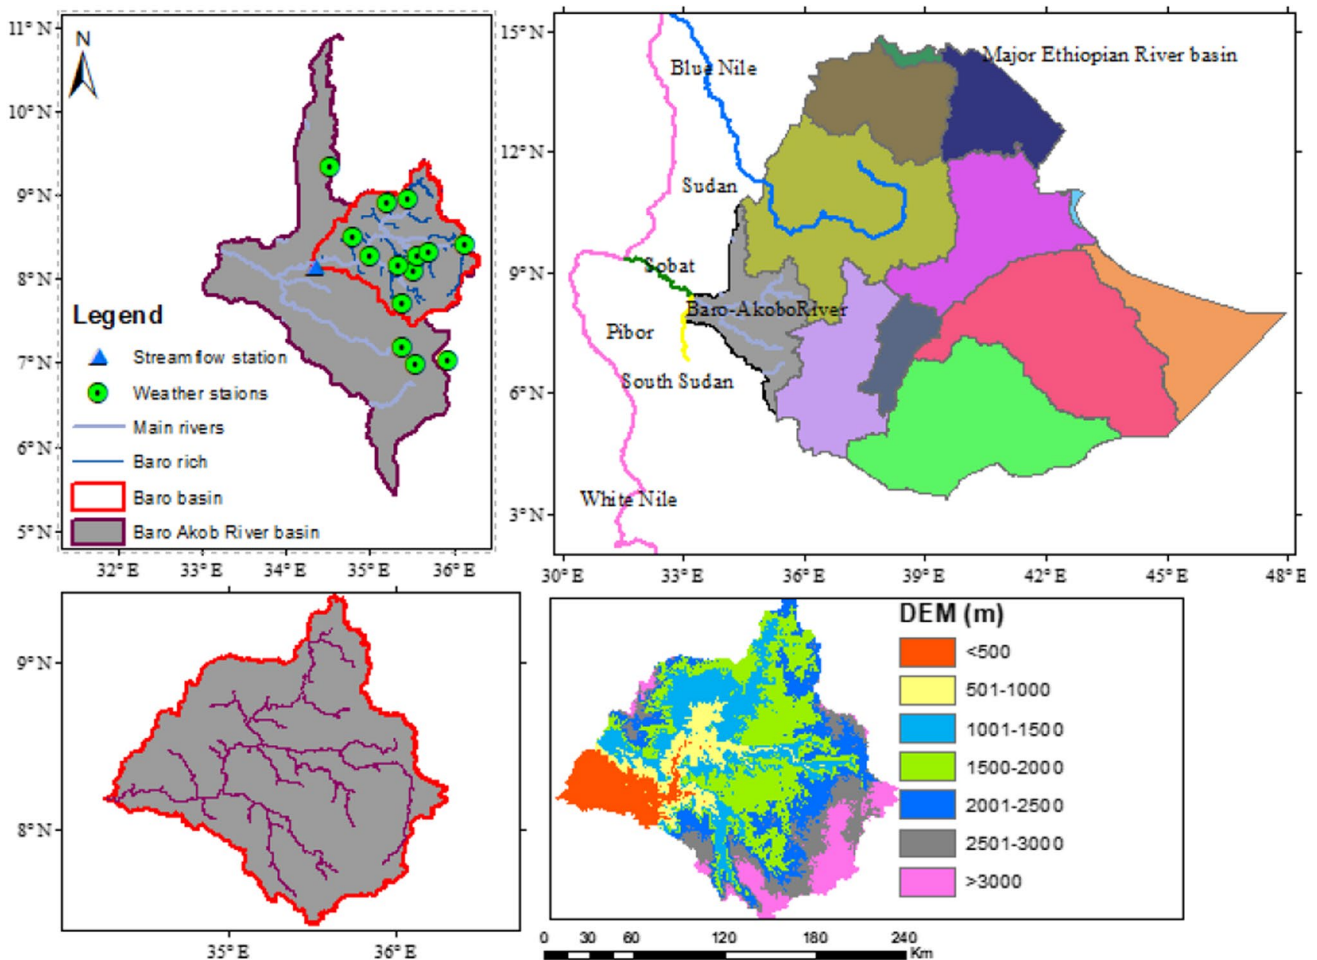 11° N
10° N
9° N
8° N
7° N
6° N
5° N
N
Legend
Stream flow station
Weather staions
Main rivers
Baro rich
Baro basin
Baro Akob River basin
32° E
33° E
34° E
35° E
36° E
15° N
12° N
9° N
6° N
3° N
Major Ethiopian River basin
Blue Nile
Sudan
Sobat
Baro-AkoboRiver
Pibor
South Sudan
White Nile
30° E
33° E
36° E
39° E
42° E
45° E
48° E
9° N
8° N
35° E
36° E
DEM (m)
<500
501-1000
1001-1500
1500-2000
2001-2500
2501-3000
>3000
0
30
60
120
180
240
Km